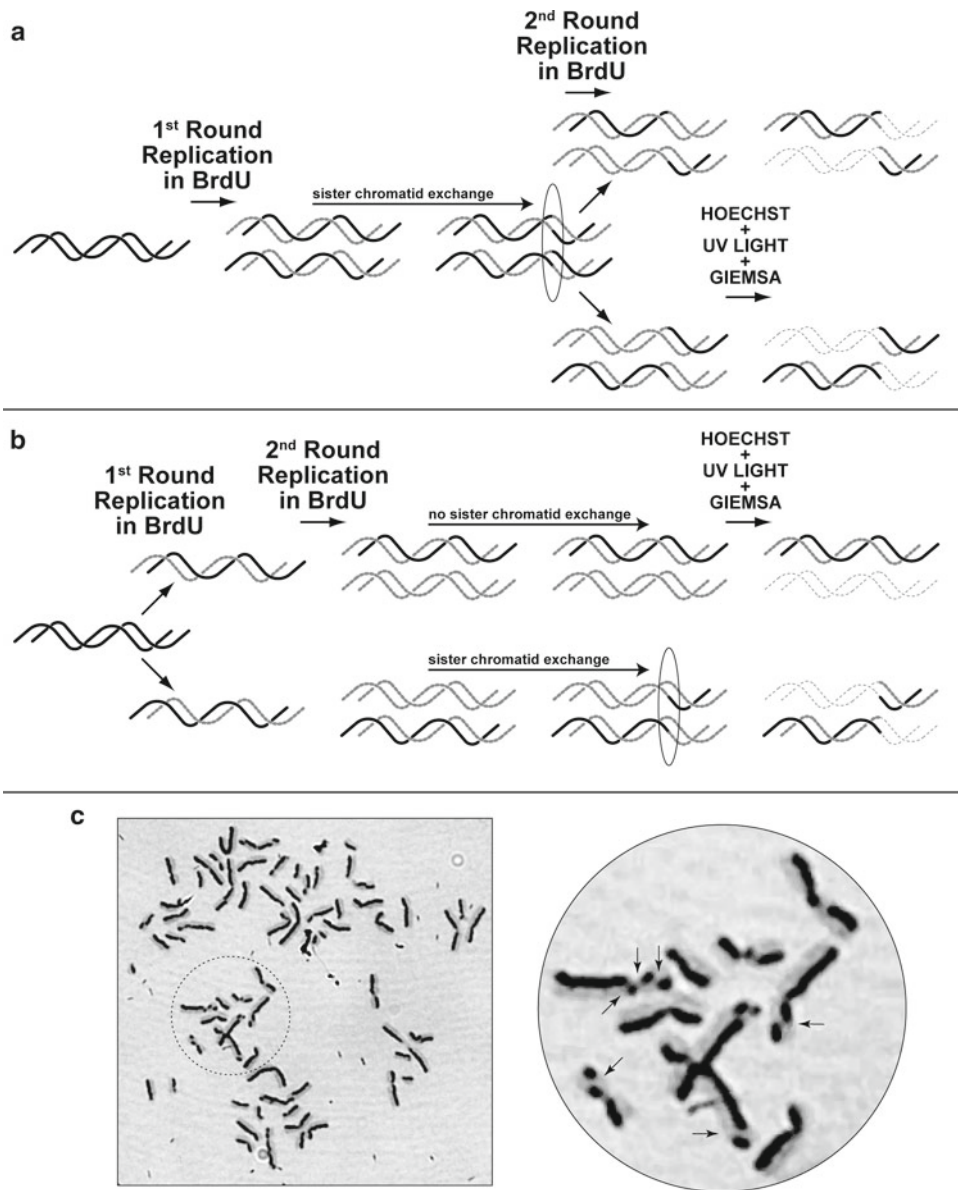 a
1st Round
Replication
in BrdU
sister chromatid exchange
2nd Round
Replication
in BrdU
HOECHST
+
UV LIGHT
+
GIEMSA
b
1st Round
Replication
in BrdU
2nd Round
Replication
in BrdU
no sister chromatid exchange
sister chromatid exchange
HOECHST
+
UV LIGHT
+
GIEMSA
c